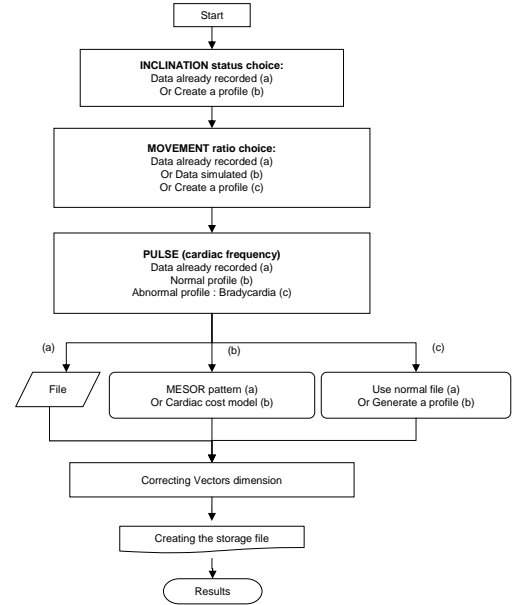 Start
INCLINATION status choice:
Data already recorded (a)
Or Create a profile (b)
MOVEMENT ratio choice:
Data already recorded (a)
Or Data simulated (b)
Or Create a profile (c)
PULSE (cardiac frequency)
Data already recorded (a)
Normal profile (b)
Abnormal profile : Bradycardia (c)
(a)
(b)
(c)
File
MESOR pattern (a)
Or Cardiac cost model (b)
Use normal file (a)
Or Generate a profile (b)
Correcting Vectors dimension
Creating the storage file
Results